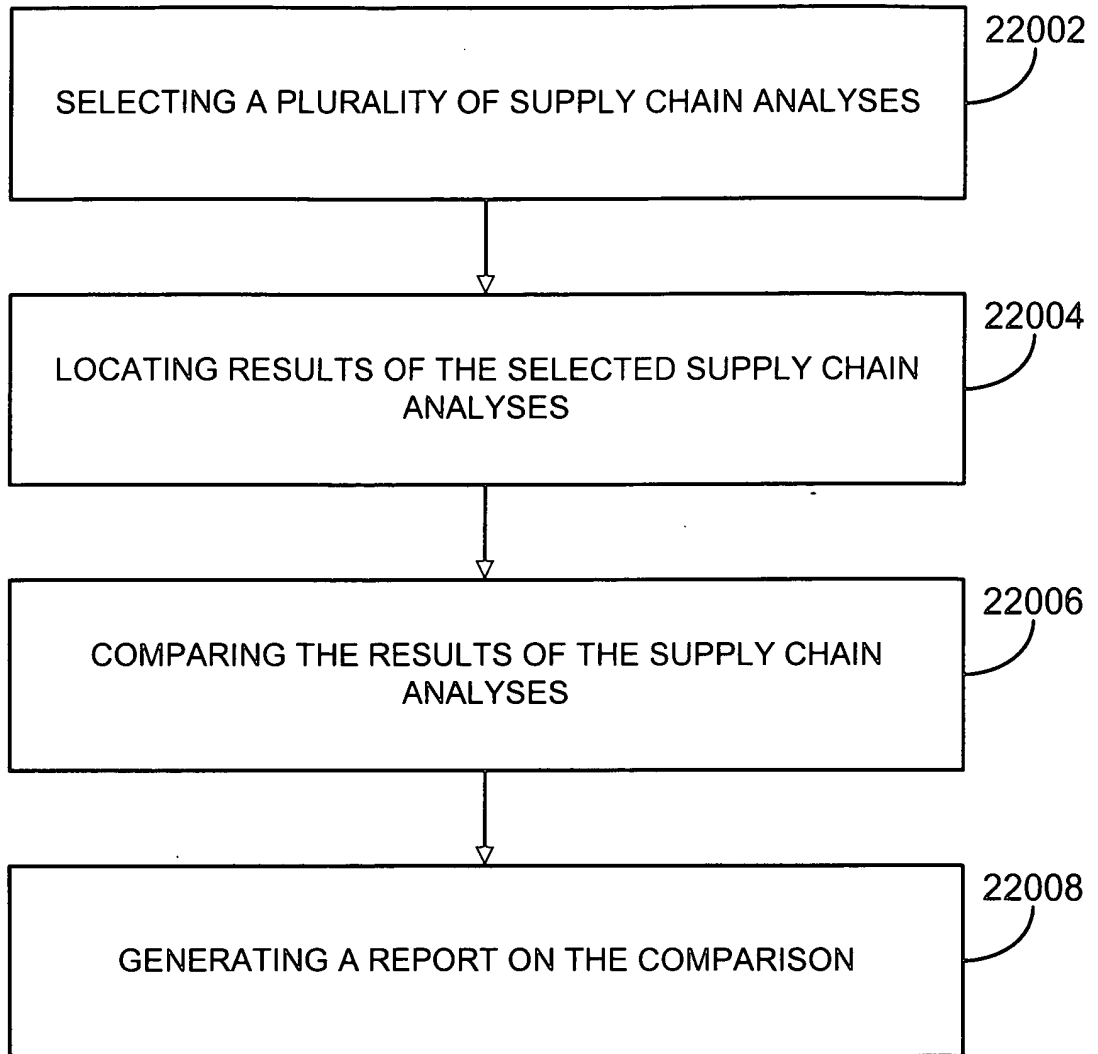 22002
SELECTING A PLURALITY OF SUPPLY CHAIN ANALYSES
22004
LOCATING RESULTS OF THE SELECTED SUPPLY CHAIN
ANALYSES
22006
COMPARING THE RESULTS OF THE SUPPLY CHAIN
ANALYSES
22008
GENERATING A REPORT ON THE COMPARISON